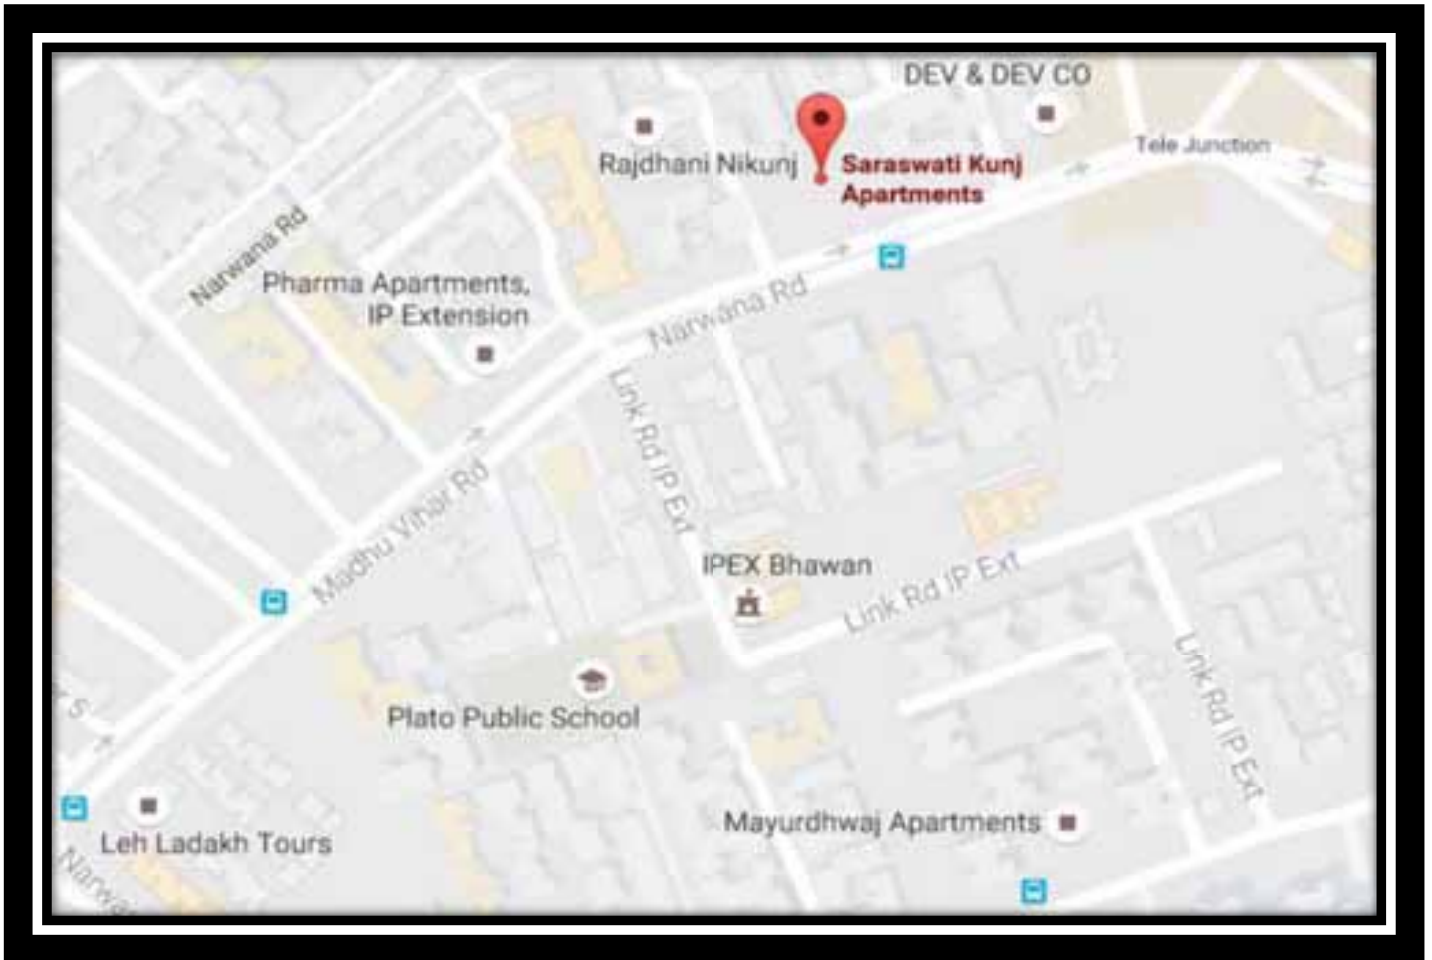 DEV & DEV CO
Tele Junction
Rajdhani Nikunj
Saraswati Kunj
Apartments
Narwana Rd
Pharma Apartments,
IP Extension
Narwana Rd
Link Rd IP Ext
Madhu Vihar Rd
IPEX Bhawan
Link Rd IP Ext
Link Rd IP Ext
Plato Public School
Mayurdhwaj Apartments
Leh Ladakh Tours